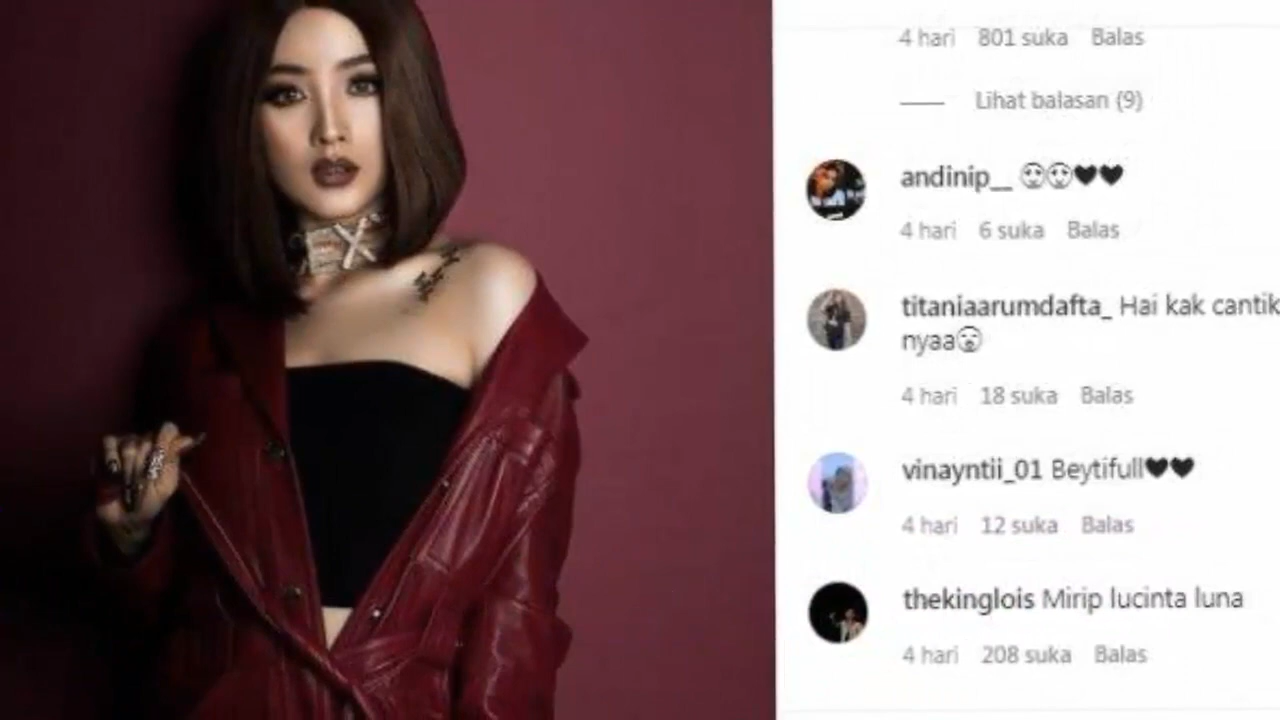 4 hari 801 suka Balas
Lihat balasan (9)
andinip__ 😳😳🖤🖤
4 hari 6 suka Balas
titaniaarumdafta_ Hai kak cantik
nyaa😮
4 hari 18 suka Balas
vinayntii_01 Beytifull🖤🖤
4 hari 12 suka Balas
thekinglois Mirip lucinta luna
4 hari 208 suka Balas